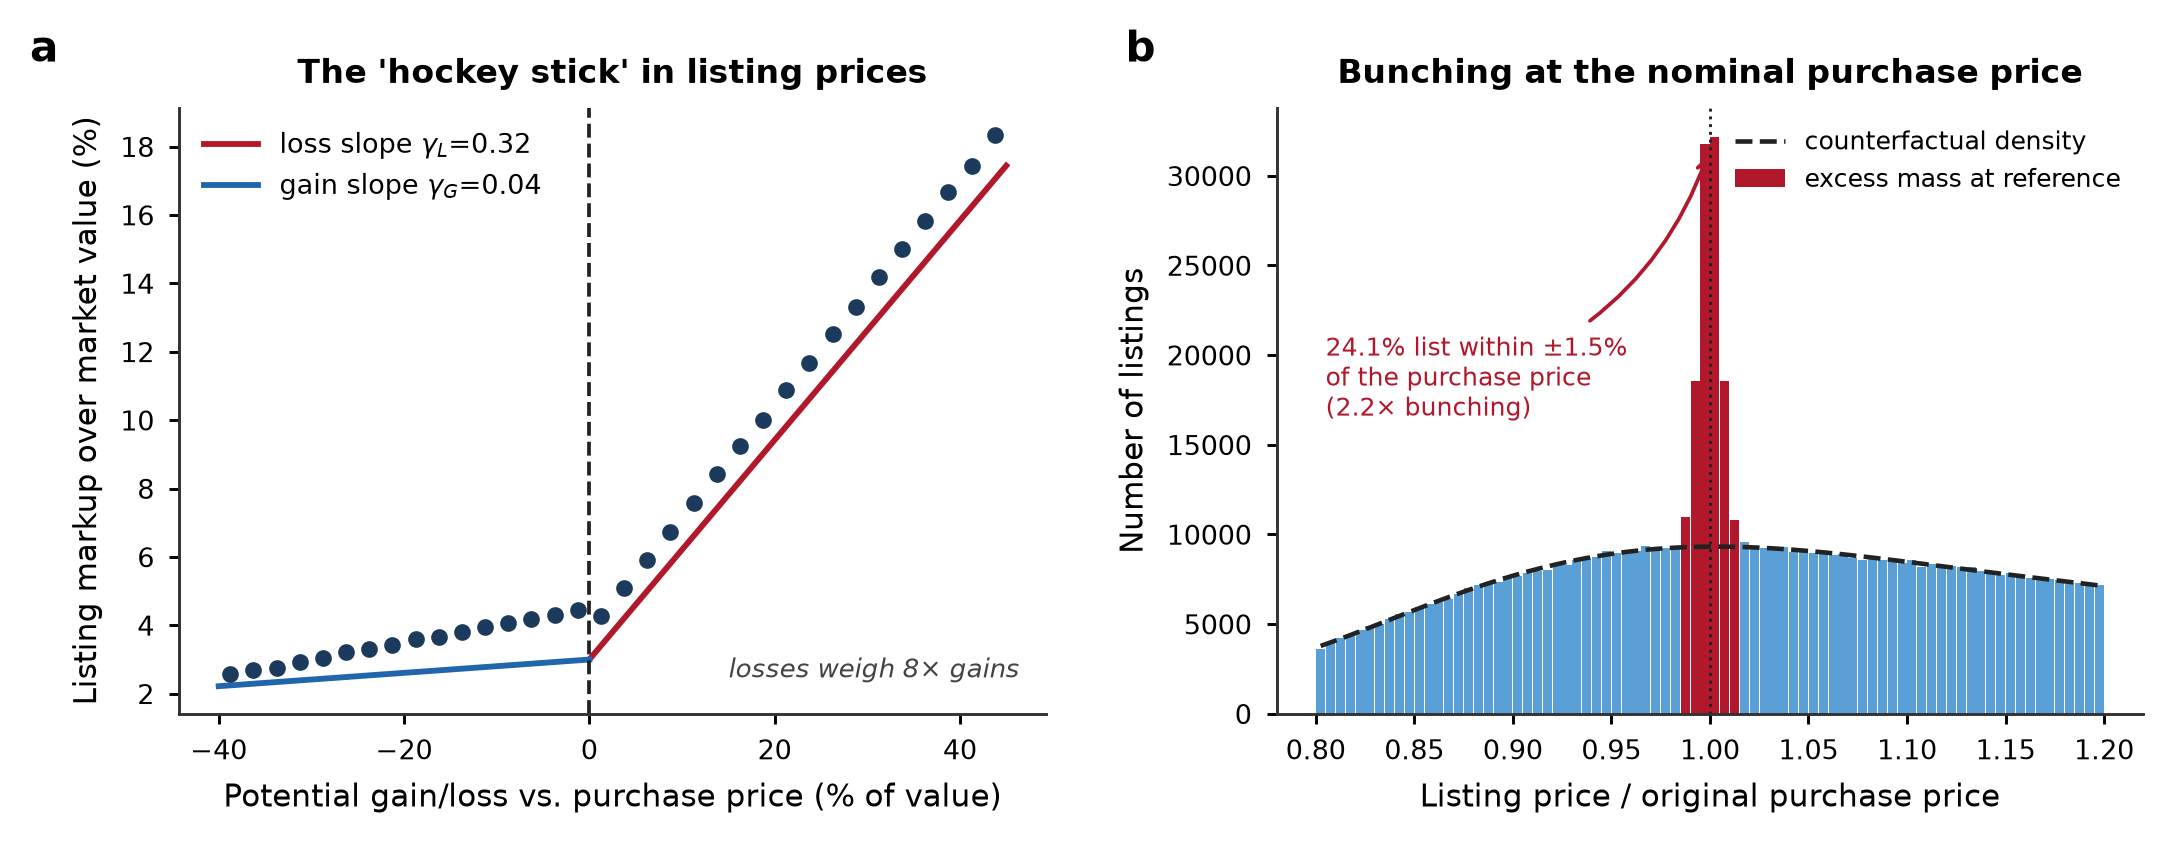 a
The 'hockey stick' in listing prices
Listing markup over market value (%)
18
16
14
12
10
8
6
4
2
loss slope γL=0.32
gain slope γG=0.04
losses weigh 8× gains
−40
−20
0
20
40
Potential gain/loss vs. purchase price (% of value)
b
Bunching at the nominal purchase price
Number of listings
30000
25000
20000
15000
10000
5000
0
counterfactual density
excess mass at reference
24.1% list within ±1.5%
of the purchase price
(2.2× bunching)
0.80
0.85
0.90
0.95
1.00
1.05
1.10
1.15
1.20
Listing price / original purchase price